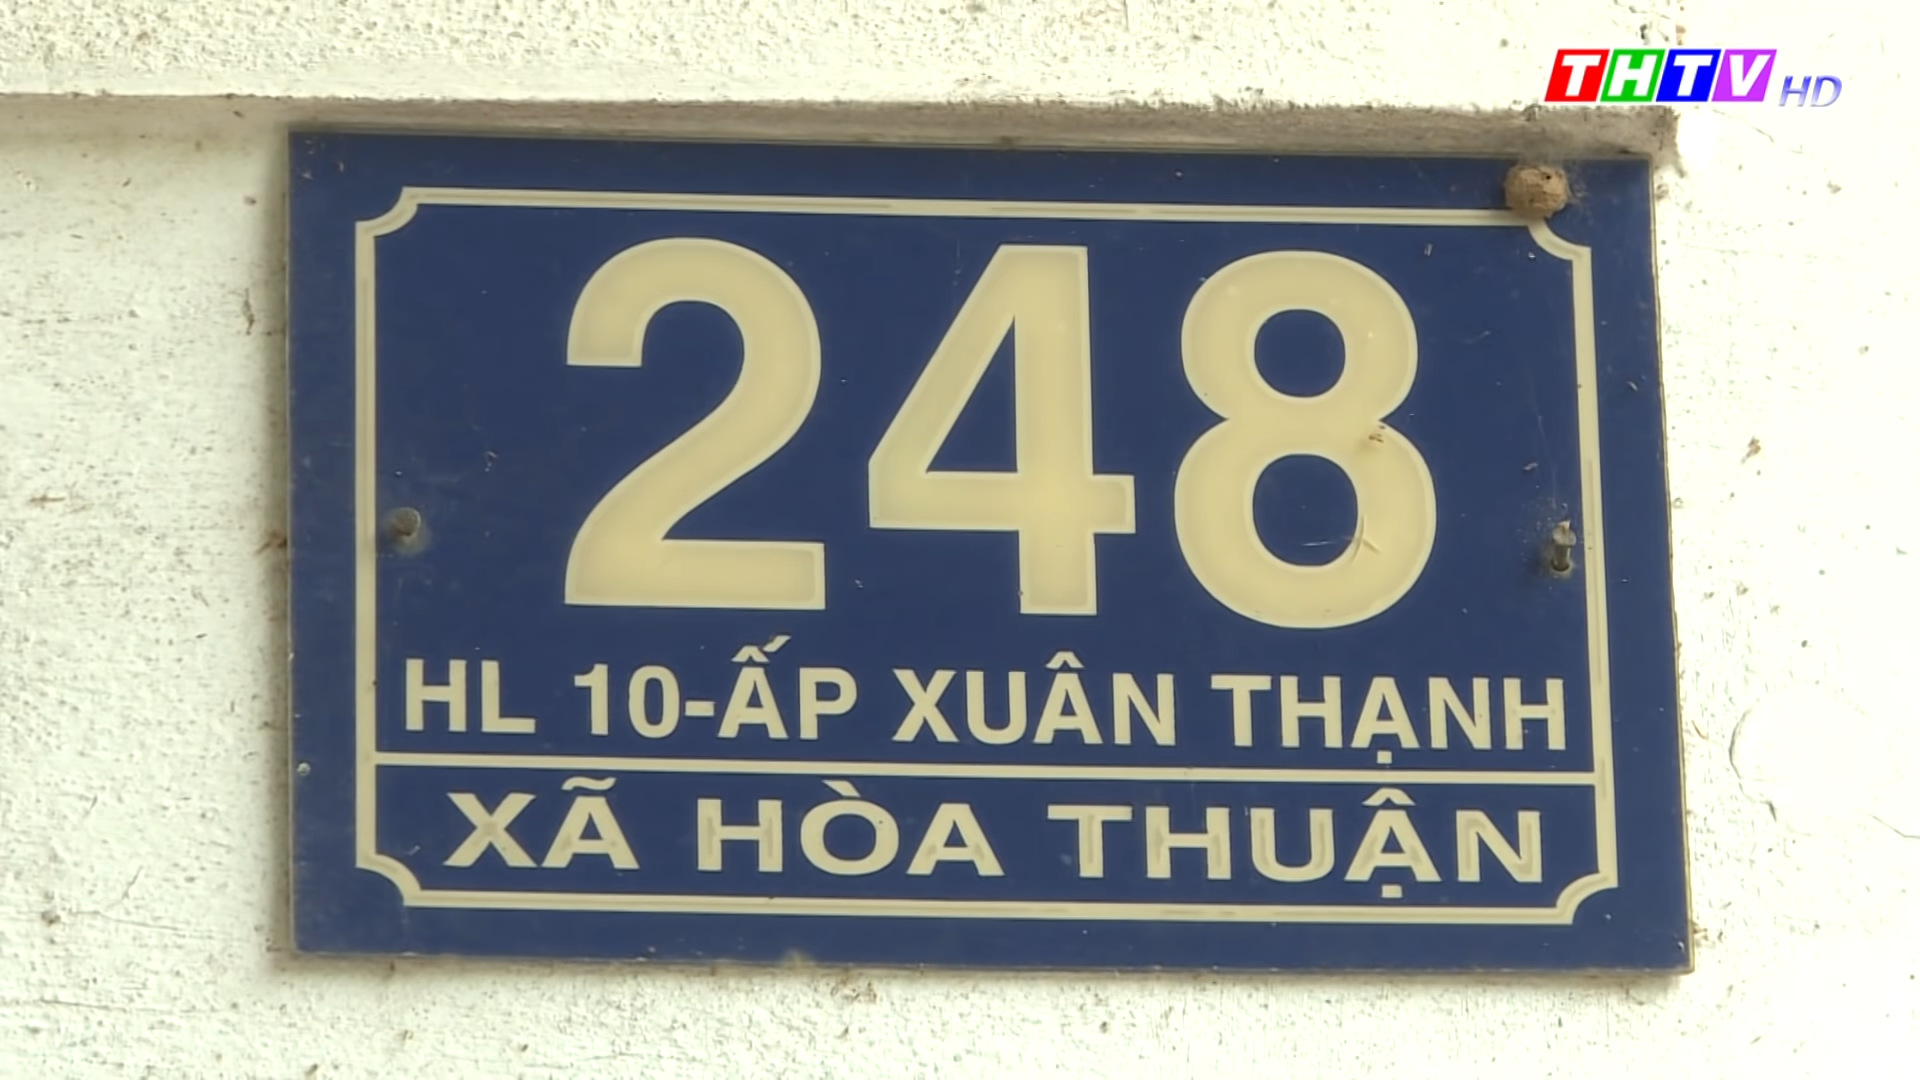 THTV HD
248
HL 10-ẤP XUÂN THẠNH
XÃ HÒA THUẬN